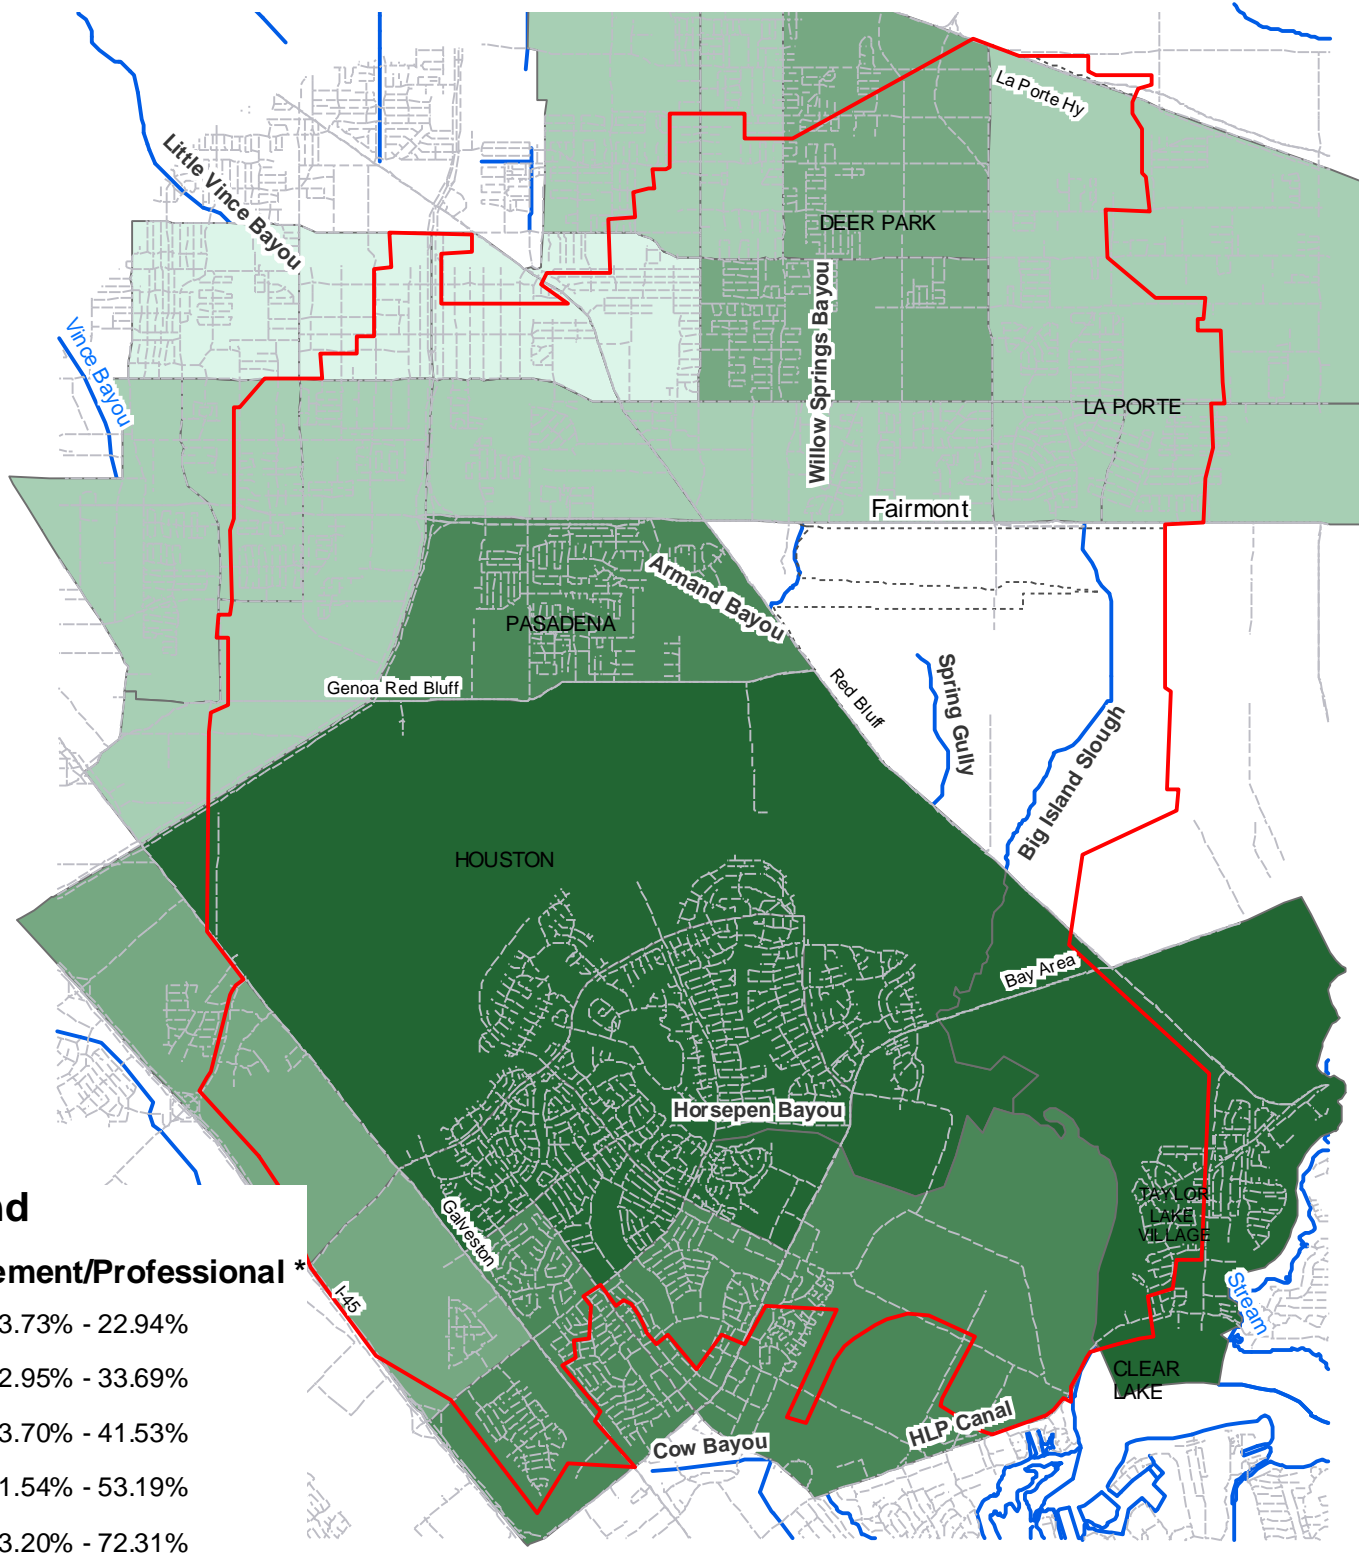 La Porte Hy
Little Vince Bayou
DEER PARK
Willow Springs Bayou
Vince Bayou
LA PORTE
Fairmont
Armand Bayou
PASADENA
Genoa Red Bluff
Red Bluff
Spring Gully
Big Island Slough
HOUSTON
Bay Area
Horsepen Bayou
TAYLOR
LAKE
VILLAGE
Galveston
Stream
I-45
CLEAR
LAKE
HLP Canal
Cow Bayou
nd
ement/Professional *
3.73% - 22.94%
2.95% - 33.69%
3.70% - 41.53%
1.54% - 53.19%
3.20% - 72.31%